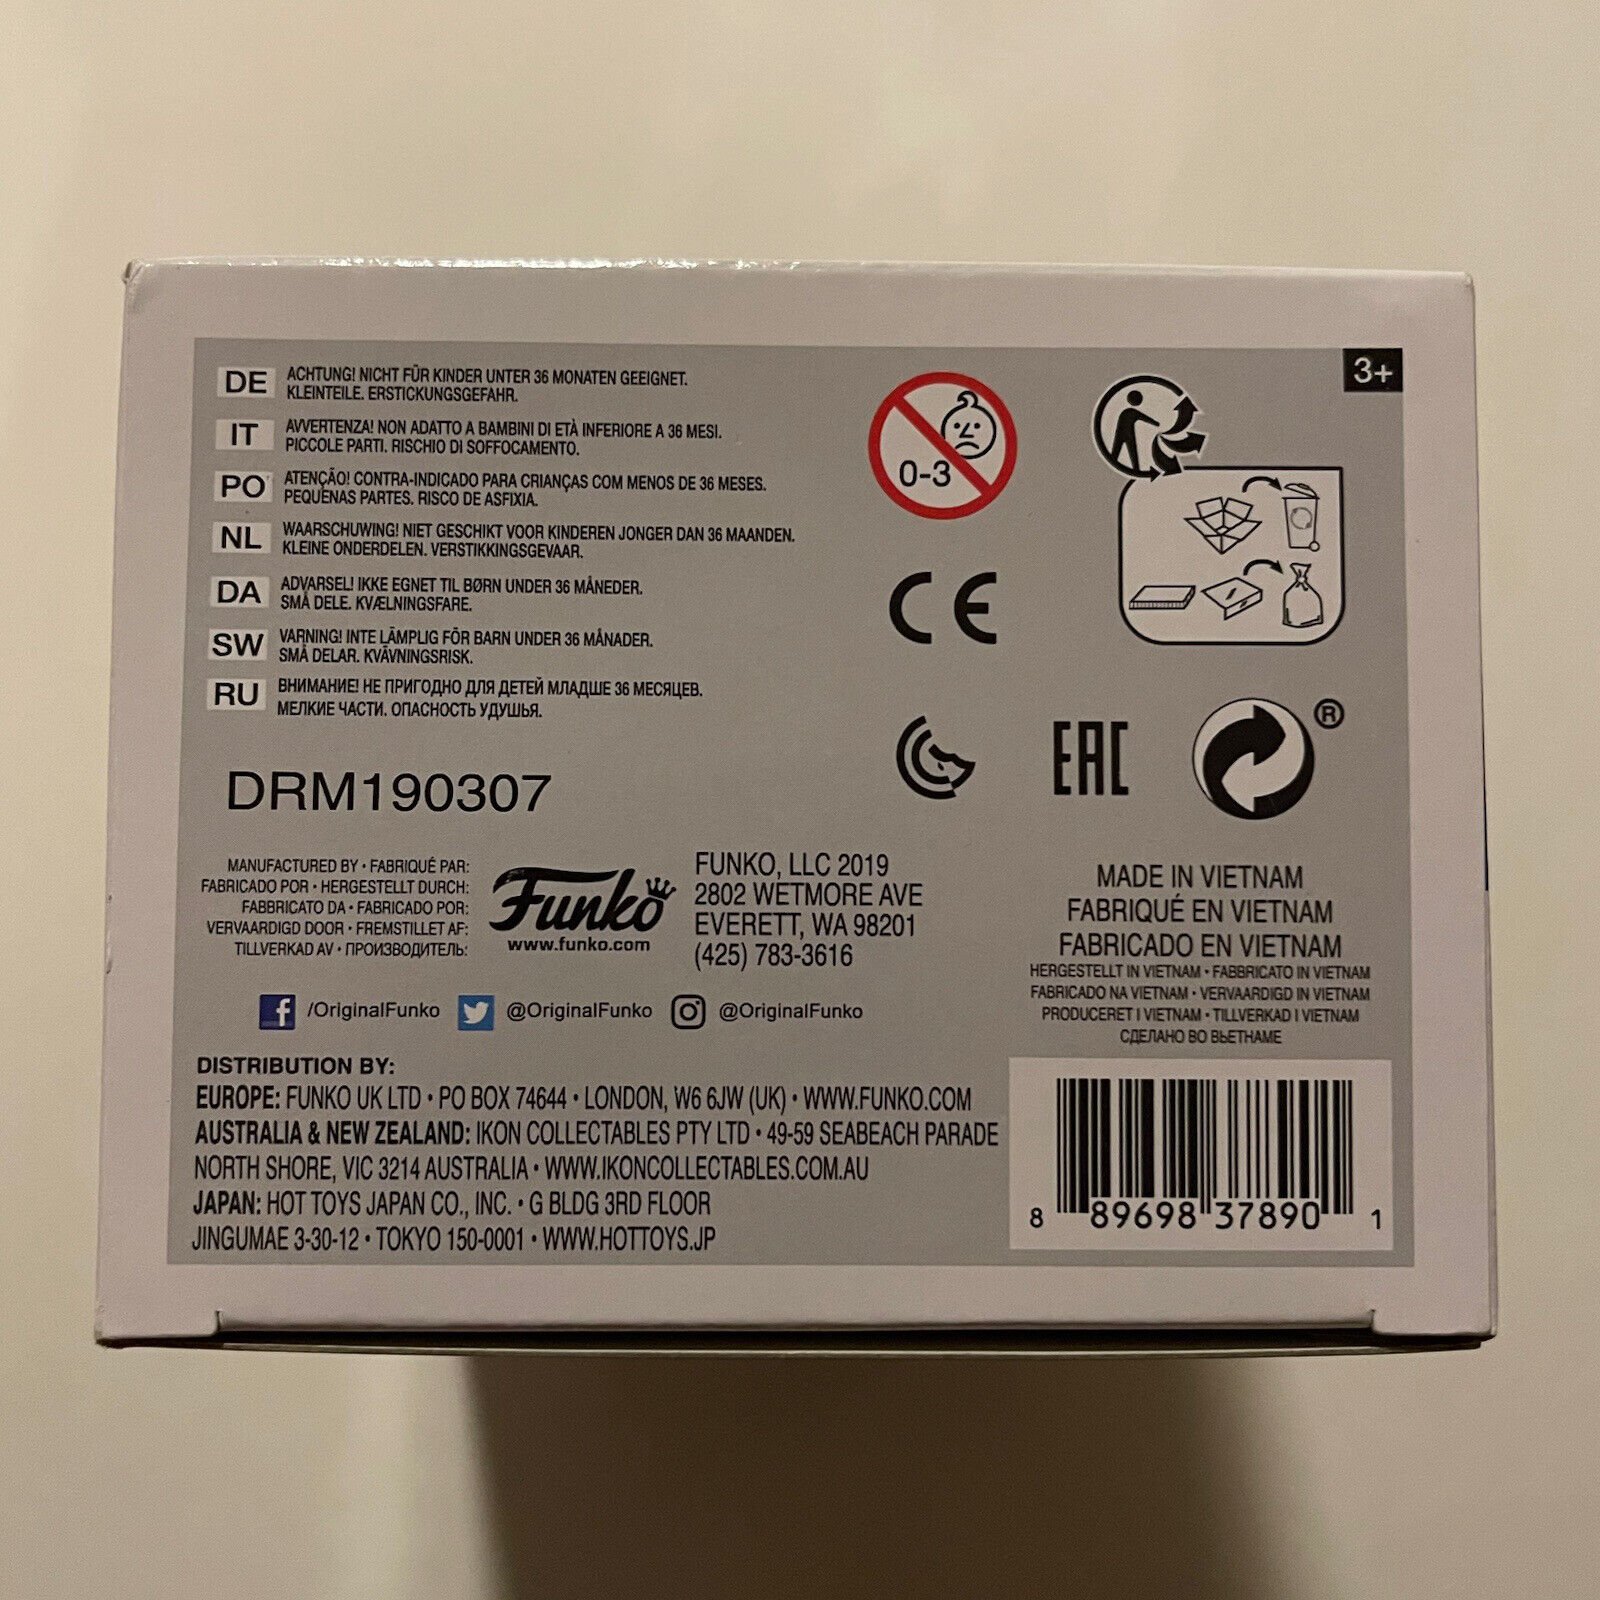 3+
DE ACHTUNG! NICHT FÜR KINDER UNTER 36 MONATEN GEEIGNET.
KLEINTEILE. ERSTICKUNGSGEFAHR.
IT AVVERTENZA! NON ADATTO A BAMBINI DI ETÀ INFERIORE A 36 MESI.
PICCOLE PARTI. RISCHIO DI SOFFOCAMENTO.
PO ATENÇÃO! CONTRA-INDICADO PARA CRIANÇAS COM MENOS DE 36 MESES.
PEQUENAS PARTES. RISCO DE ASFIXIA.
NL WAARSCHUWING! NIET GESCHIKT VOOR KINDEREN JONGER DAN 36 MAANDEN.
KLEINE ONDERDELEN. VERSTIKKINGSGEVAAR.
DA ADVARSEL! IKKE EGNET TIL BØRN UNDER 36 MÅNEDER.
SMÅ DELE. KVÆLNINGSFARE.
SW VARNING! INTE LÄMPLIG FÖR BARN UNDER 36 MÅNADER.
SMÅ DELAR. KVÄVNINGSRISK.
RU ВНИМАНИЕ! НЕ ПРИГОДНО ДЛЯ ДЕТЕЙ МЛАДШЕ 36 МЕСЯЦЕВ.
МЕЛКИЕ ЧАСТИ. ОПАСНОСТЬ УДУШЬЯ.
0-3
CE
EAC
®
DRM190307
MANUFACTURED BY • FABRIQUÉ PAR:
FABRICADO POR • HERGESTELLT DURCH:
FABBRICATO DA • FABRICADO POR:
VERVAARDIGD DOOR • FREMSTILLET AF:
TILLVERKAD AV • ПРОИЗВОДИТЕЛЬ:
Funko
www.funko.com
FUNKO, LLC 2019
2802 WETMORE AVE
EVERETT, WA 98201
(425) 783-3616
MADE IN VIETNAM
FABRIQUÉ EN VIETNAM
FABRICADO EN VIETNAM
HERGESTELLT IN VIETNAM • FABBRICATO IN VIETNAM
FABRICADO NA VIETNAM • VERVAARDIGD IN VIETNAM
PRODUCERET I VIETNAM • TILLVERKAD I VIETNAM
СДЕЛАНО ВО ВЬЕТНАМЕ
/OriginalFunko @OriginalFunko @OriginalFunko
DISTRIBUTION BY:
EUROPE: FUNKO UK LTD • PO BOX 74644 • LONDON, W6 6JW (UK) • WWW.FUNKO.COM
AUSTRALIA & NEW ZEALAND: IKON COLLECTABLES PTY LTD • 49-59 SEABEACH PARADE
NORTH SHORE, VIC 3214 AUSTRALIA • WWW.IKONCOLLECTABLES.COM.AU
JAPAN: HOT TOYS JAPAN CO., INC. • G BLDG 3RD FLOOR
JINGUMAE 3-30-12 • TOKYO 150-0001 • WWW.HOTTOYS.JP
8 89698 37890 1